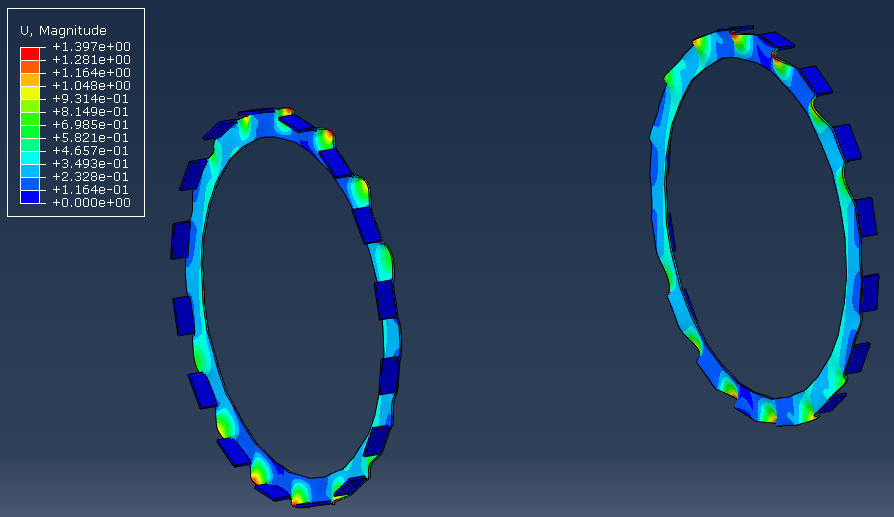 U, Magnitude
+1.397e+00
+1.281e+00
+1.164e+00
+1.048e+00
+9.314e-01
+8.149e-01
+6.985e-01
+5.821e-01
+4.657e-01
+3.493e-01
+2.328e-01
+1.164e-01
+0.000e+00